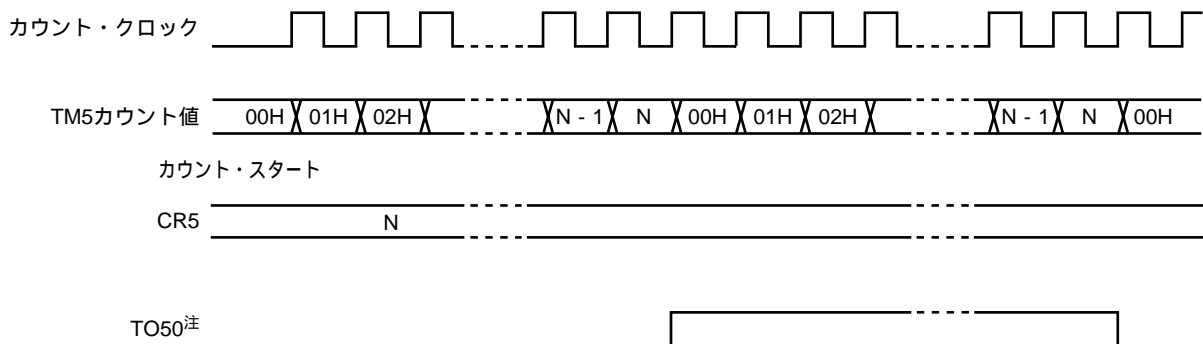 カウント・クロック
TM5カウント値 00H 01H 02H N - 1 N 00H 01H 02H N - 1 N 00H
カウント・スタート
CR5 N
TO50注